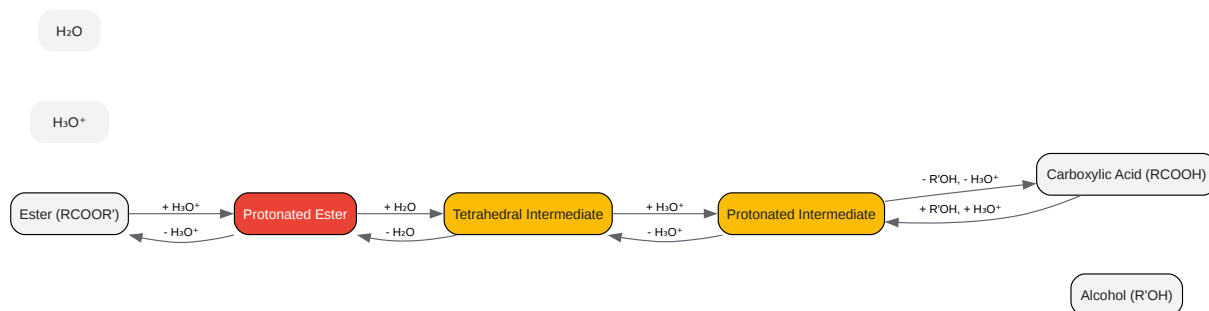 H₂O
H₃O⁺
Ester (RCOOR')
+ H₃O⁺
- H₃O⁺
Protonated Ester
+ H₂O
- H₂O
Tetrahedral Intermediate
+ H₃O⁺
- H₃O⁺
Protonated Intermediate
- R'OH, - H₃O⁺
+ R'OH, + H₃O⁺
Carboxylic Acid (RCOOH)
Alcohol (R'OH)